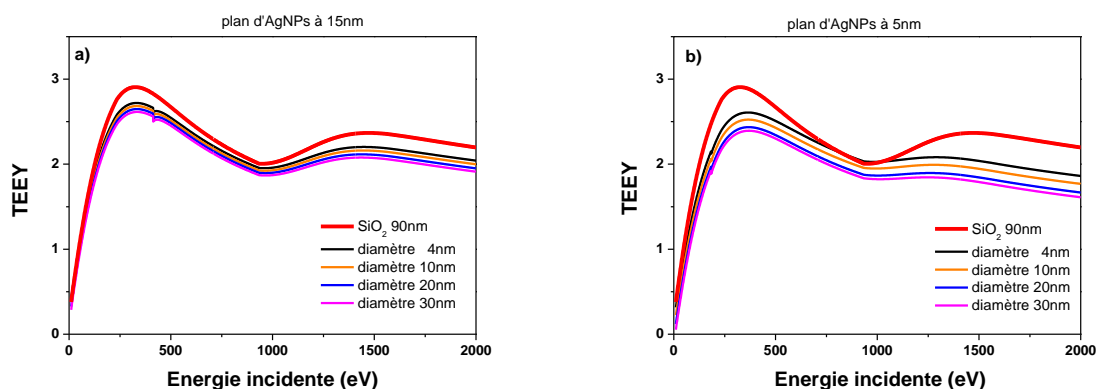 plan d'AgNPs à 15nm
a)
3
2
1
0
TEEY
SiO2 90nm
diamètre 4nm
diamètre 10nm
diamètre 20nm
diamètre 30nm
0 500 1000 1500 2000
Energie incidente (eV)
plan d'AgNPs à 5nm
b)
3
2
1
0
TEEY
SiO2 90nm
diamètre 4nm
diamètre 10nm
diamètre 20nm
diamètre 30nm
0 500 1000 1500 2000
Energie incidente (eV)